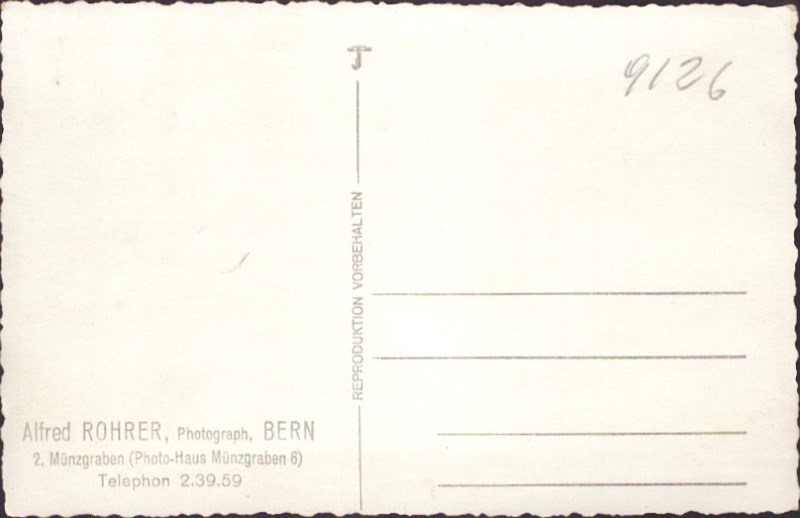 9126
REPRODUKTION VORBEHALTEN
Alfred ROHRER, Photograph, BERN
2, Münzgraben (Photo-Haus Münzgraben 6)
Telephon 2.39.59